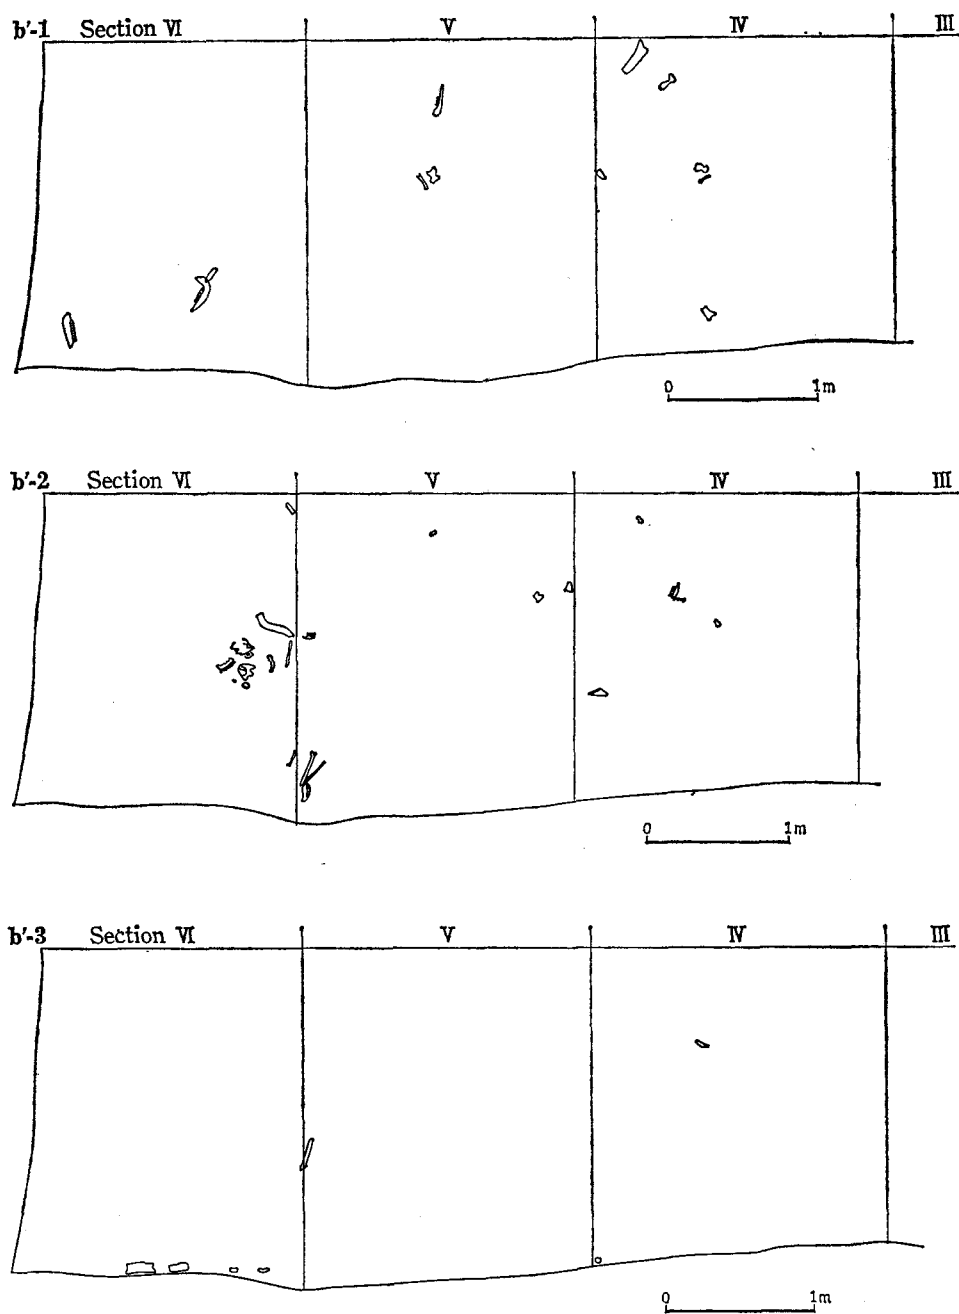 b′-1 Section Ⅵ Ⅴ Ⅳ Ⅲ
0 1m
b′-2 Section Ⅵ Ⅴ Ⅳ Ⅲ
0 1m
b′-3 Section Ⅵ Ⅴ Ⅳ Ⅲ
0 1m